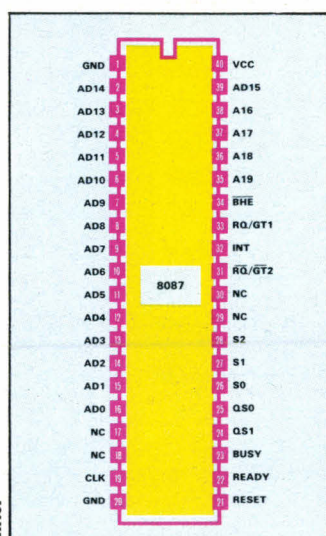 GND 1 40 VCC
AD14 2 39 AD15
AD13 3 38 A16
AD12 4 37 A17
AD11 5 36 A18
AD10 6 35 A19
AD9 7 34 B̅H̅E̅
AD8 8 33 RQ/GT1
AD7 9 32 INT
AD6 10 31 R̅Q̅/G̅T̅2
8087
AD5 11 30 NC
AD4 12 29 NC
AD3 13 28 S2
AD2 14 27 S1
AD1 15 26 S0
AD0 16 25 QS0
NC 17 24 QS1
NC 18 23 BUSY
CLK 19 22 READY
GND 20 21 RESET